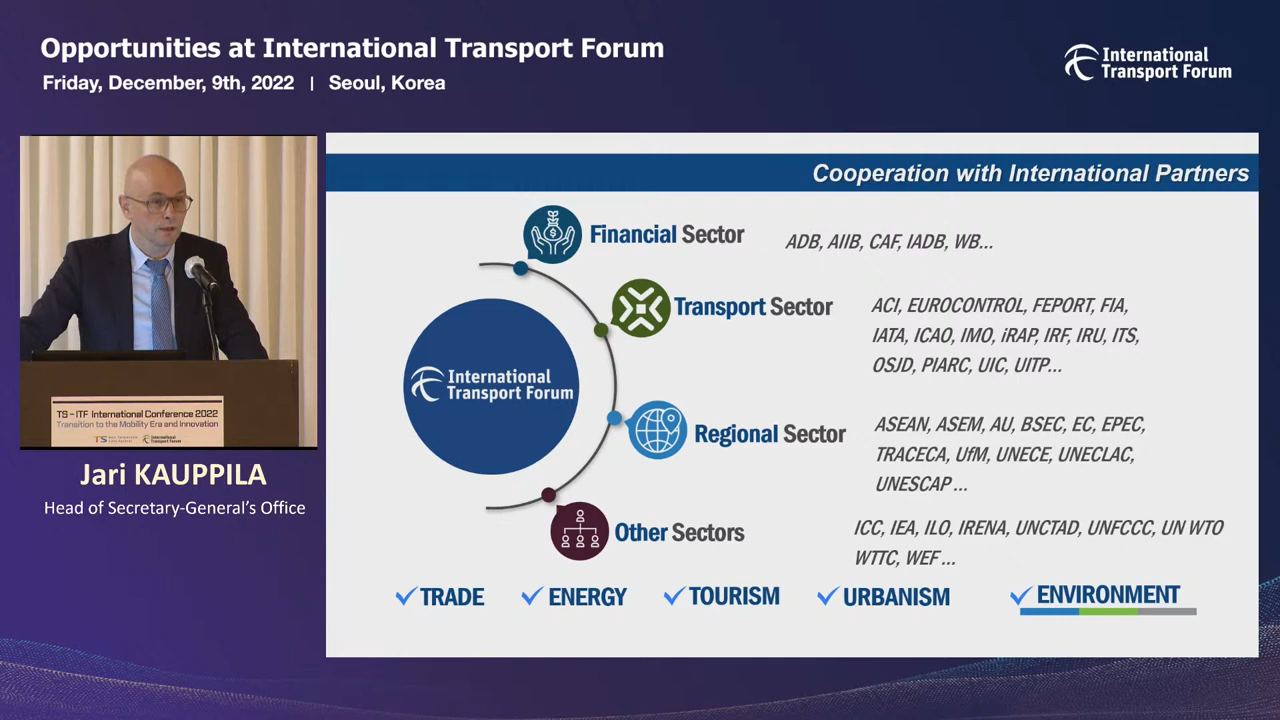 Opportunities at International Transport Forum
Friday, December, 9th, 2022 | Seoul, Korea
International
Transport Forum
TS – ITF International Conference 2022
Transition to the Mobility Era and Innovation
TS
International
Transport Forum
Jari KAUPPILA
Head of Secretary-General's Office
Cooperation with International Partners
Financial Sector
ADB, AIIB, CAF, IADB, WB...
Transport Sector
ACI, EUROCONTROL, FEPORT, FIA,
IATA, ICAO, IMO, iRAP, IRF, IRU, ITS,
OSJD, PIARC, UIC, UITP...
International
Transport Forum
Regional Sector
ASEAN, ASEM, AU, BSEC, EC, EPEC,
TRACECA, UfM, UNECE, UNECLAC,
UNESCAP ...
Other Sectors
ICC, IEA, ILO, IRENA, UNCTAD, UNFCCC, UN WTO
WTTC, WEF ...
TRADE
ENERGY
TOURISM
URBANISM
ENVIRONMENT